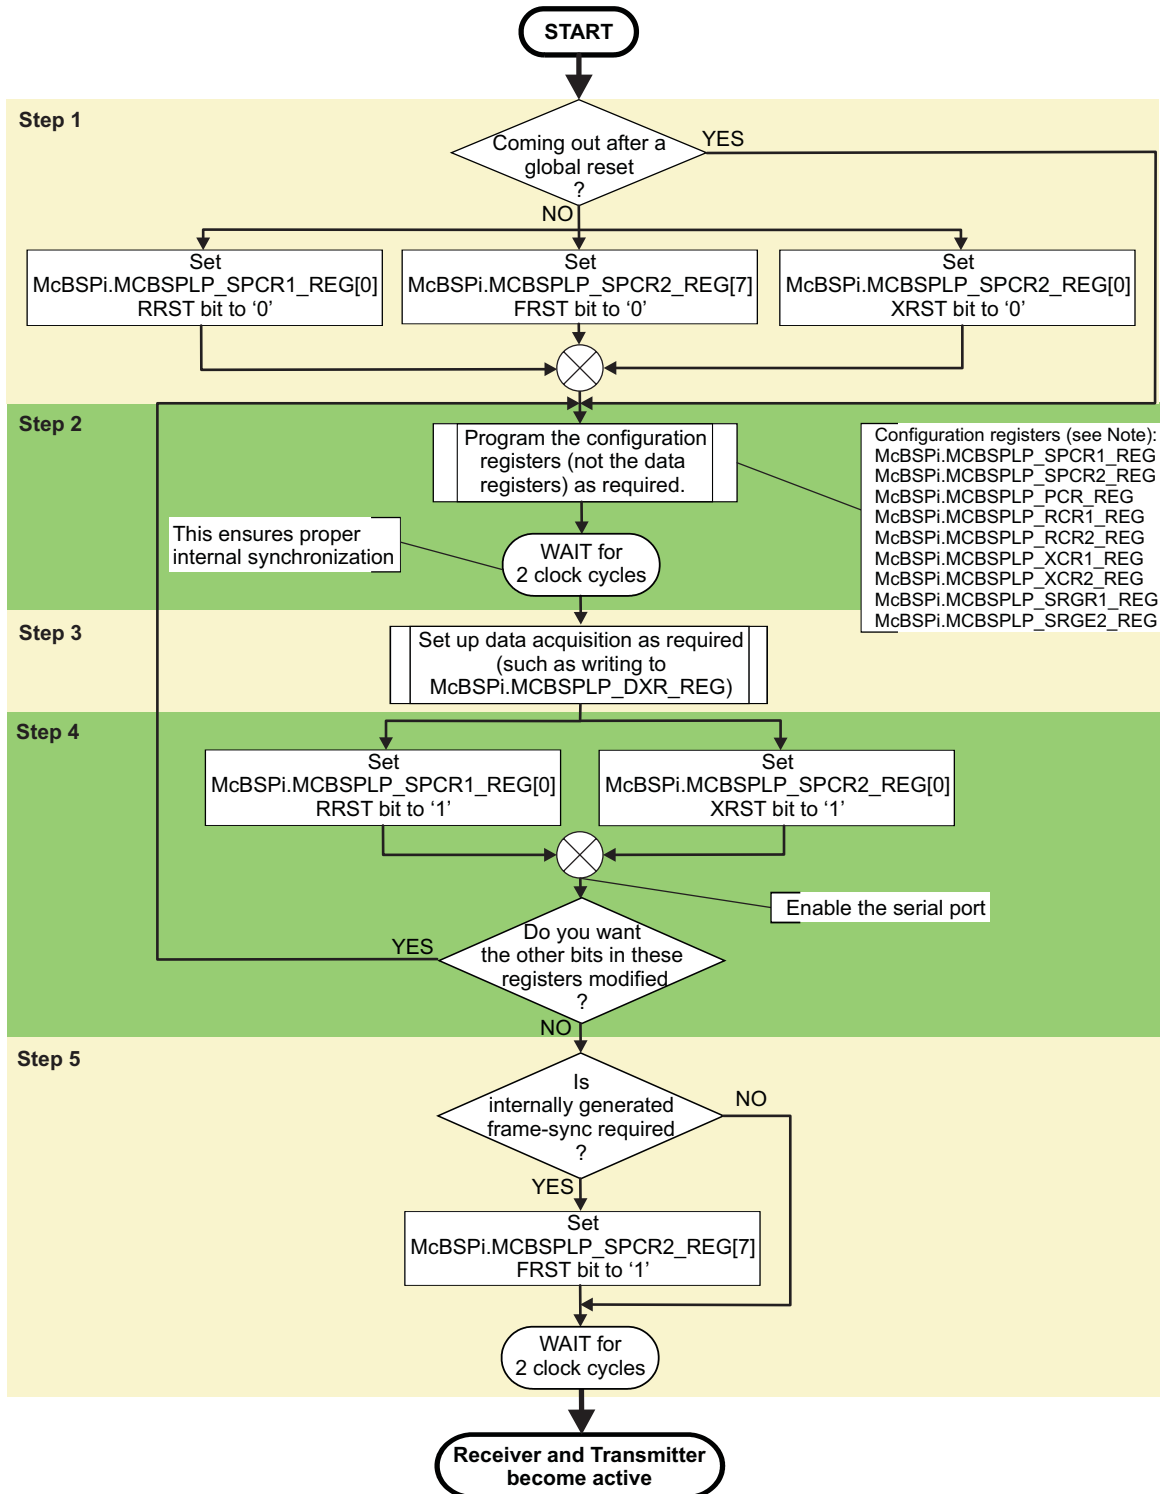 START
Step 1
Coming out after a
global reset
?
YES
NO
Set
McBSPi.MCBSPLP_SPCR1_REG[0]
RRST bit to ‘0’
Set
McBSPi.MCBSPLP_SPCR2_REG[7]
FRST bit to ‘0’
Set
McBSPi.MCBSPLP_SPCR2_REG[0]
XRST bit to ‘0’
Step 2
Program the configuration
registers (not the data
registers) as required.
Configuration registers (see Note):
McBSPi.MCBSPLP_SPCR1_REG
McBSPi.MCBSPLP_SPCR2_REG
McBSPi.MCBSPLP_PCR_REG
McBSPi.MCBSPLP_RCR1_REG
McBSPi.MCBSPLP_RCR2_REG
McBSPi.MCBSPLP_XCR1_REG
McBSPi.MCBSPLP_XCR2_REG
McBSPi.MCBSPLP_SRGR1_REG
McBSPi.MCBSPLP_SRGE2_REG
This ensures proper
internal synchronization
WAIT for
2 clock cycles
Step 3
Set up data acquisition as required
(such as writing to
McBSPi.MCBSPLP_DXR_REG)
Step 4
Set
McBSPi.MCBSPLP_SPCR1_REG[0]
RRST bit to ‘1’
Set
McBSPi.MCBSPLP_SPCR2_REG[0]
XRST bit to ‘1’
Enable the serial port
Do you want
the other bits in these
registers modified
?
YES
NO
Step 5
Is
internally generated
frame-sync required
?
NO
YES
Set
McBSPi.MCBSPLP_SPCR2_REG[7]
FRST bit to ‘1’
WAIT for
2 clock cycles
Receiver and Transmitter
become active